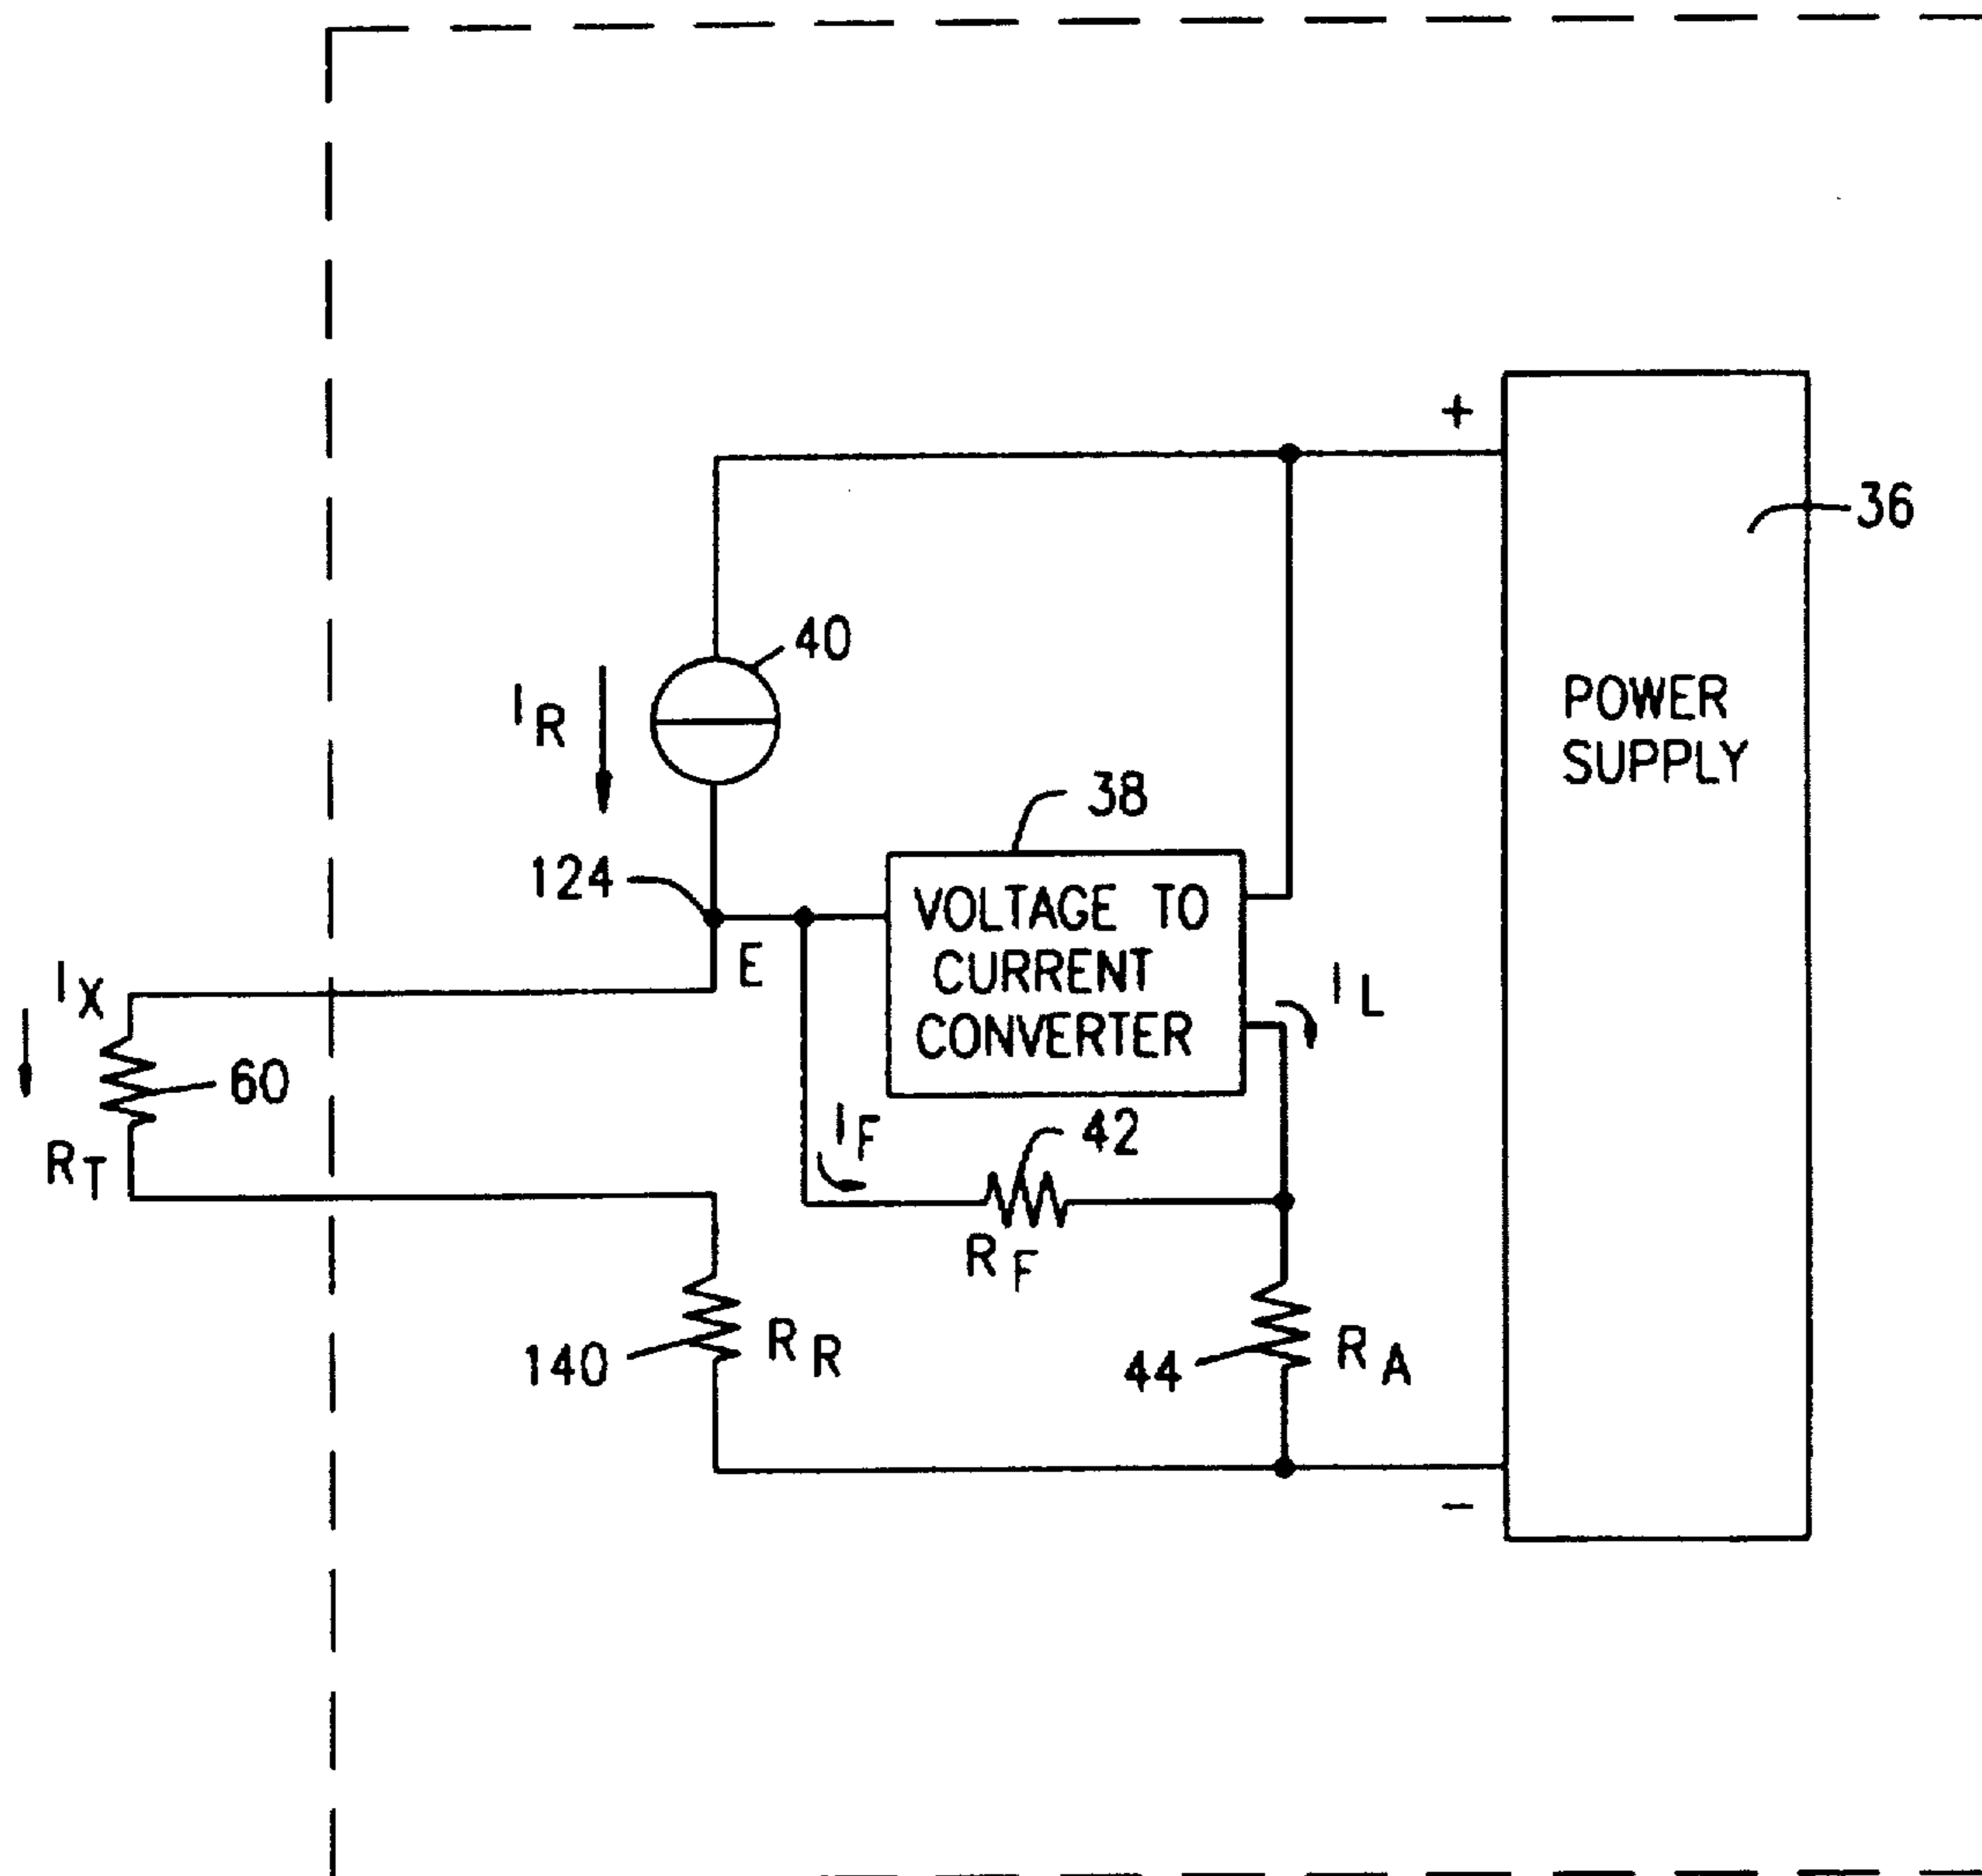 +
36
40
I R
POWER
SUPPLY
38
124
VOLTAGE TO
CURRENT
CONVERTER
E
I X
I L
60
I F
42
R T
R F
140
R R
44
R A
−